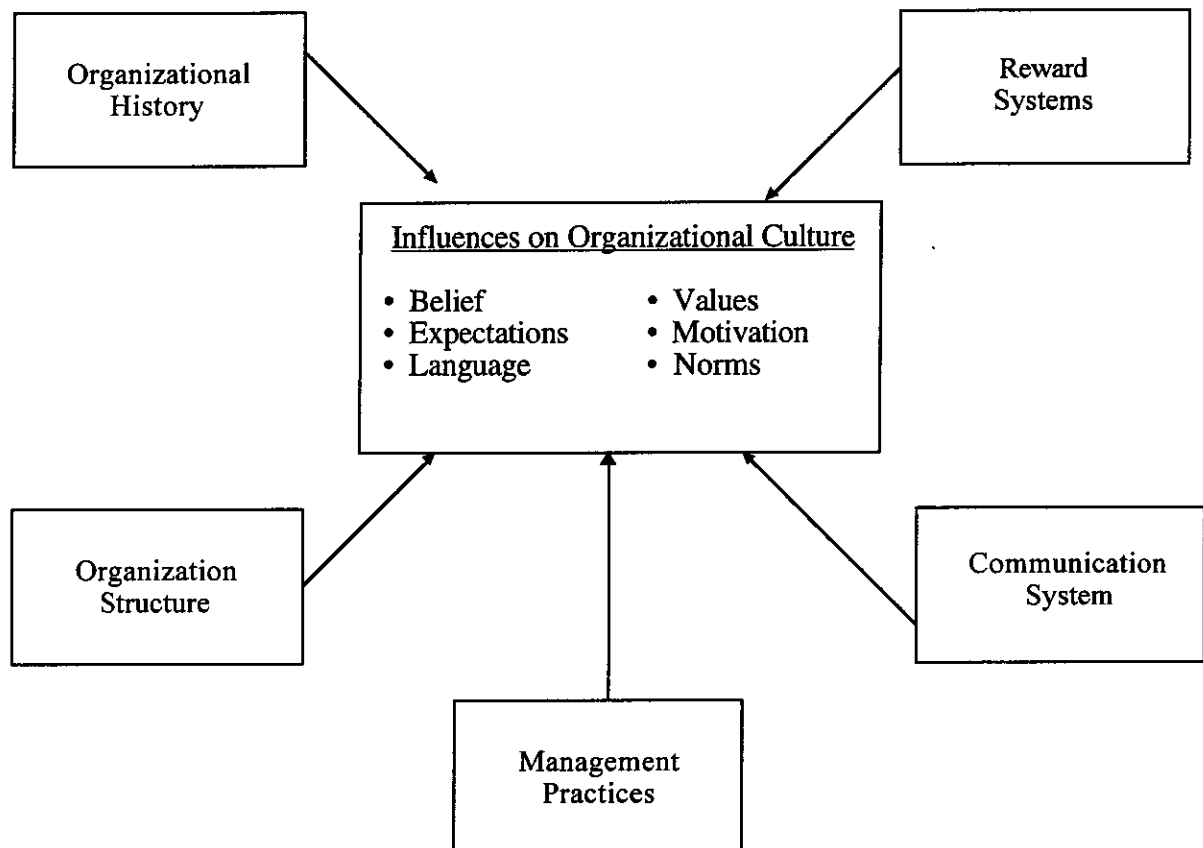 Organizational
History
Reward
Systems
Influences on Organizational Culture
• Belief
• Expectations
• Language
• Values
• Motivation
• Norms
Organization
Structure
Communication
System
Management
Practices